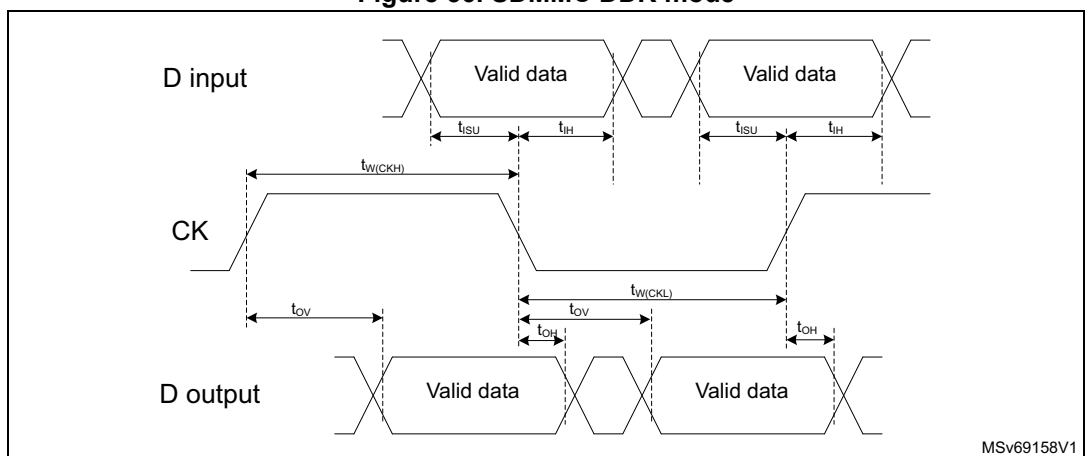 D input
Valid data
Valid data
tISU
tIH
tISU
tIH
tW(CKH)
CK
tW(CKL)
tOV
tOV
tOH
tOH
D output
Valid data
Valid data
MSv69158V1